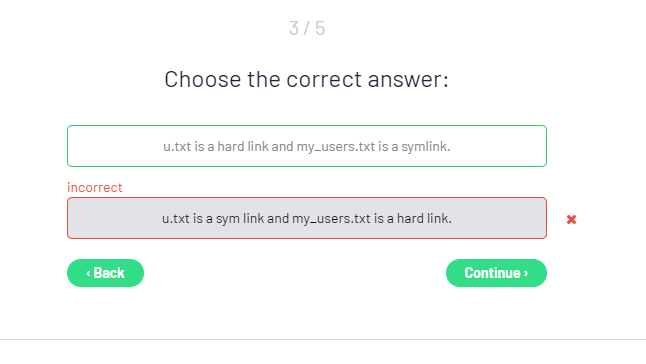 3 / 5
Choose the correct answer:
u.txt is a hard link and my_users.txt is a symlink.
incorrect
u.txt is a sym link and my_users.txt is a hard link.
‹ Back
Continue ›